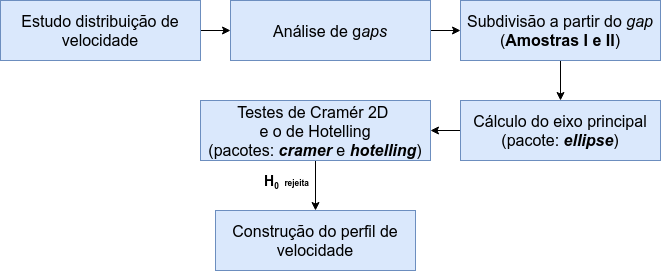 Estudo distribuição de
velocidade
Análise de gaps
Subdivisão a partir do gap
(Amostras I e II)
Cálculo do eixo principal
(pacote: ellipse)
Testes de Cramér 2D
e o de Hotelling
(pacotes: cramer e hotelling)
H₀ rejeita
Construção do perfil de
velocidade